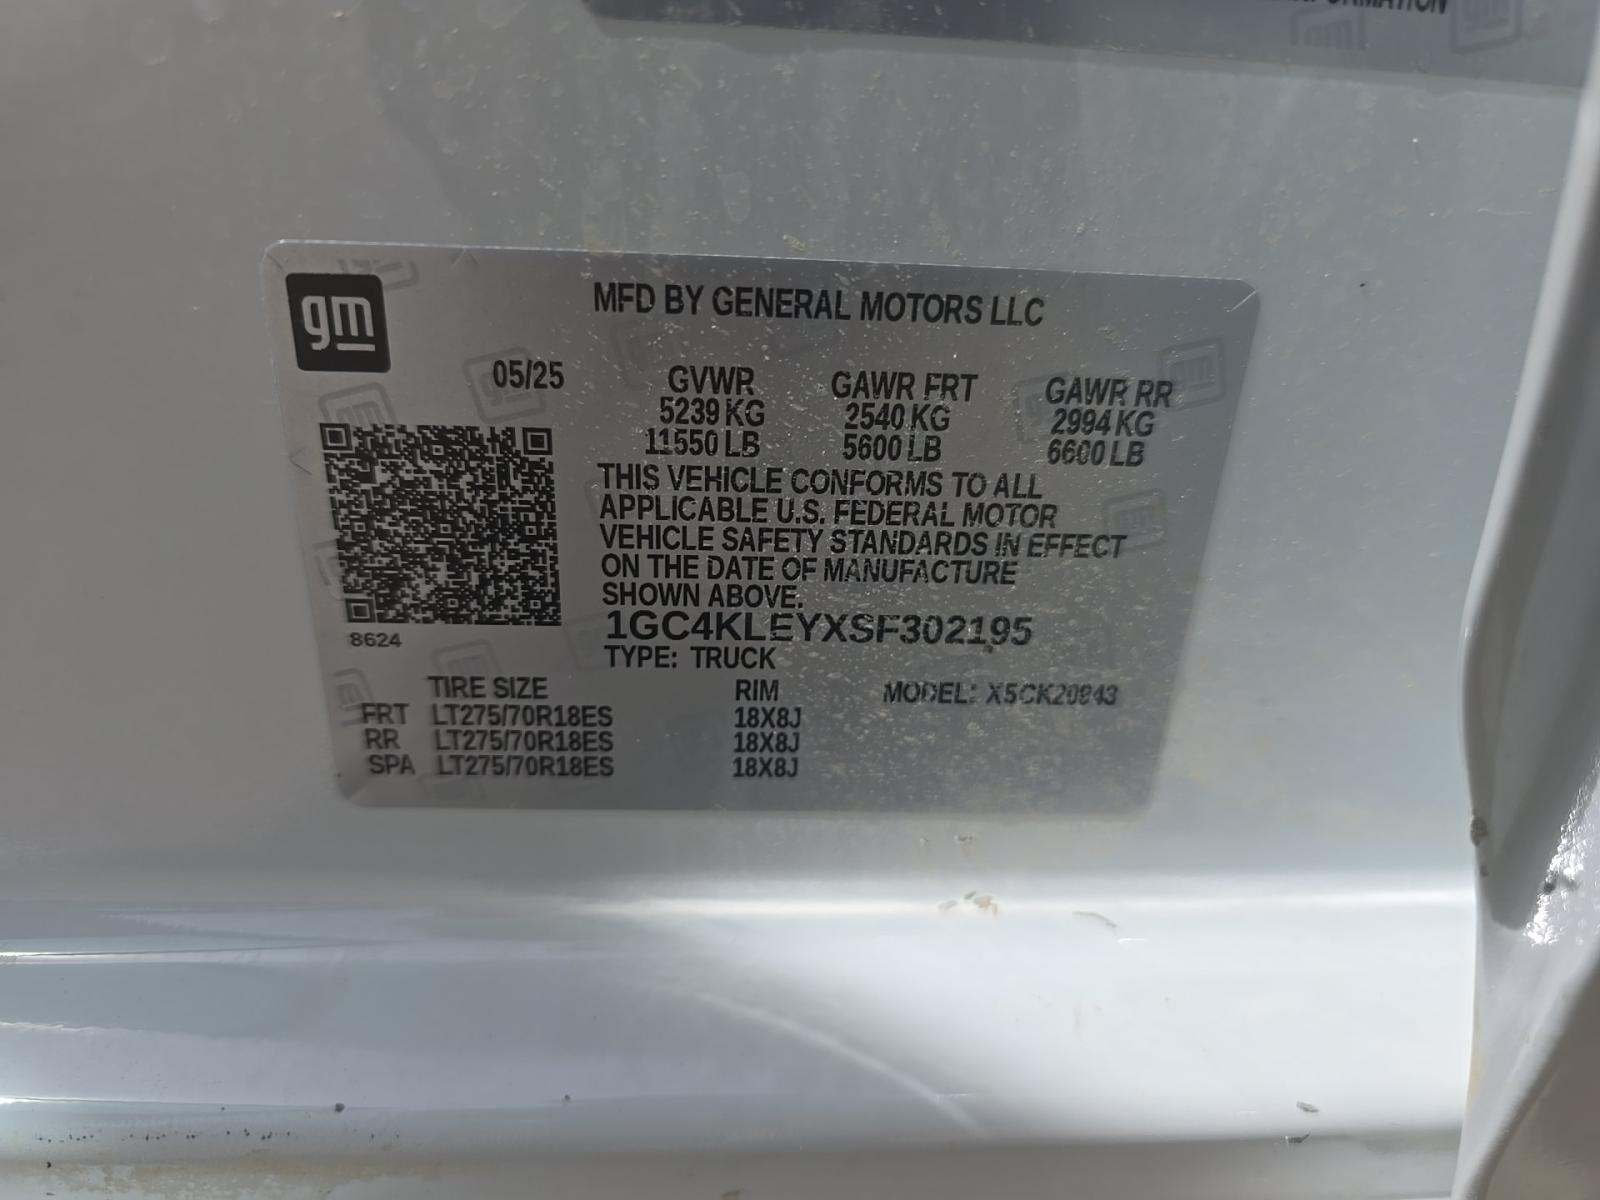 gm
MFD BY GENERAL MOTORS LLC
05/25 GVWR GAWR FRT GAWR RR
5239 KG 2540 KG 2994 KG
11550 LB 5600 LB 6600 LB
THIS VEHICLE CONFORMS TO ALL
APPLICABLE U.S. FEDERAL MOTOR
VEHICLE SAFETY STANDARDS IN EFFECT
ON THE DATE OF MANUFACTURE
SHOWN ABOVE.
8624
1GC4KLEYXSF302195
TYPE: TRUCK
TIRE SIZE RIM MODEL: X5CK20943
FRT LT275/70R18ES 18X8J
RR LT275/70R18ES 18X8J
SPA LT275/70R18ES 18X8J